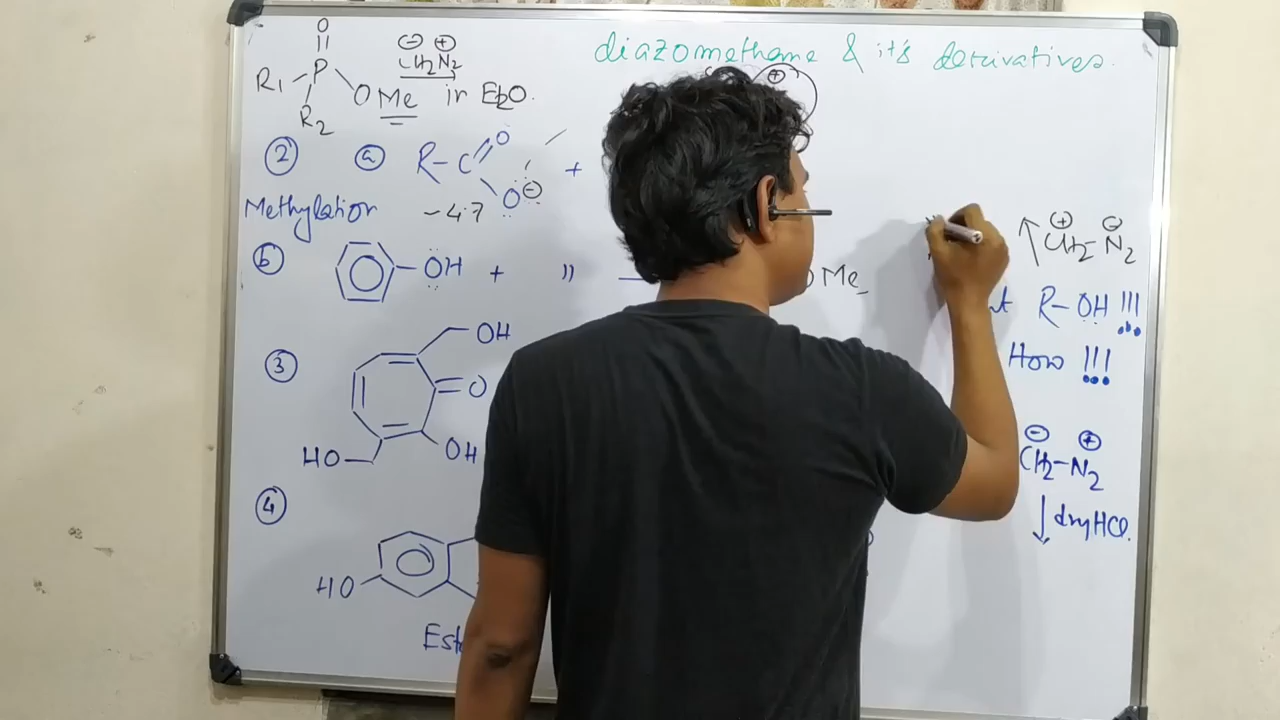 diazomethane & it's derivatives.
O
R1 P OMe
R2
⊖ ⊕
CH2N2
in Et2O.
② ⓐ R-C O O⊖ +
Methylation -4.7
ⓑ OH + " OMe
⊕ ⊖
CH2-N2
R-OH !!!
How !!!
③ OH
O
HO OH
⊖ ⊕
CH2-N2
↓ dry HCl.
④
HO